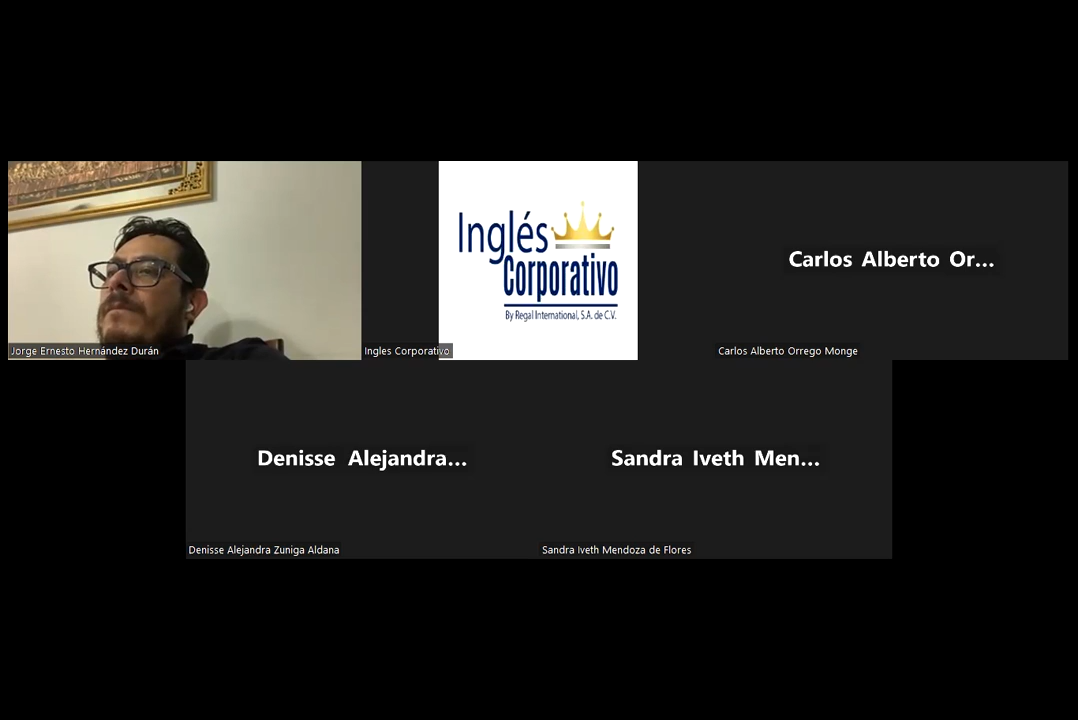 Inglés
Corporativo
By Regal International, S.A. de C.V.
Carlos Alberto Or...
Jorge Ernesto Hernández Durán
Ingles Corporativo
Carlos Alberto Orrego Monge
Denisse Alejandra...
Sandra Iveth Men...
Denisse Alejandra Zuniga Aldana
Sandra Iveth Mendoza de Flores